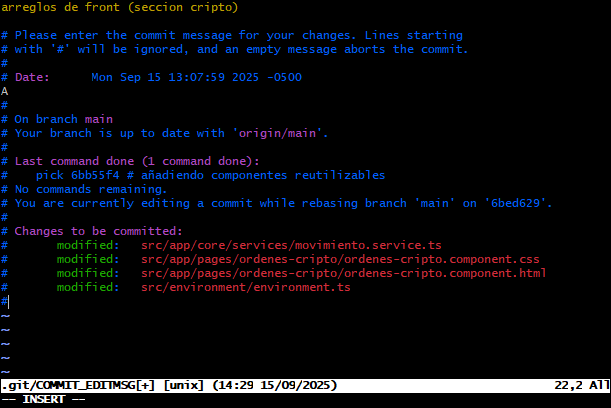 arreglos de front (seccion cripto)
# Please enter the commit message for your changes. Lines starting
# with '#' will be ignored, and an empty message aborts the commit.
#
# Date:      Mon Sep 15 13:07:59 2025 -0500
A
#
# On branch main
# Your branch is up to date with 'origin/main'.
#
# Last command done (1 command done):
#    pick 6bb55f4 # añadiendo componentes reutilizables
# No commands remaining.
# You are currently editing a commit while rebasing branch 'main' on '6bed629'.
#
# Changes to be committed:
#       modified:   src/app/core/services/movimiento.service.ts
#       modified:   src/app/pages/ordenes-cripto/ordenes-cripto.component.css
#       modified:   src/app/pages/ordenes-cripto/ordenes-cripto.component.html
#       modified:   src/environment/environment.ts
#
~
~
~
~
~
.git/COMMIT_EDITMSG[+] [unix] (14:29 15/09/2025) 22,2 All
-- INSERT --